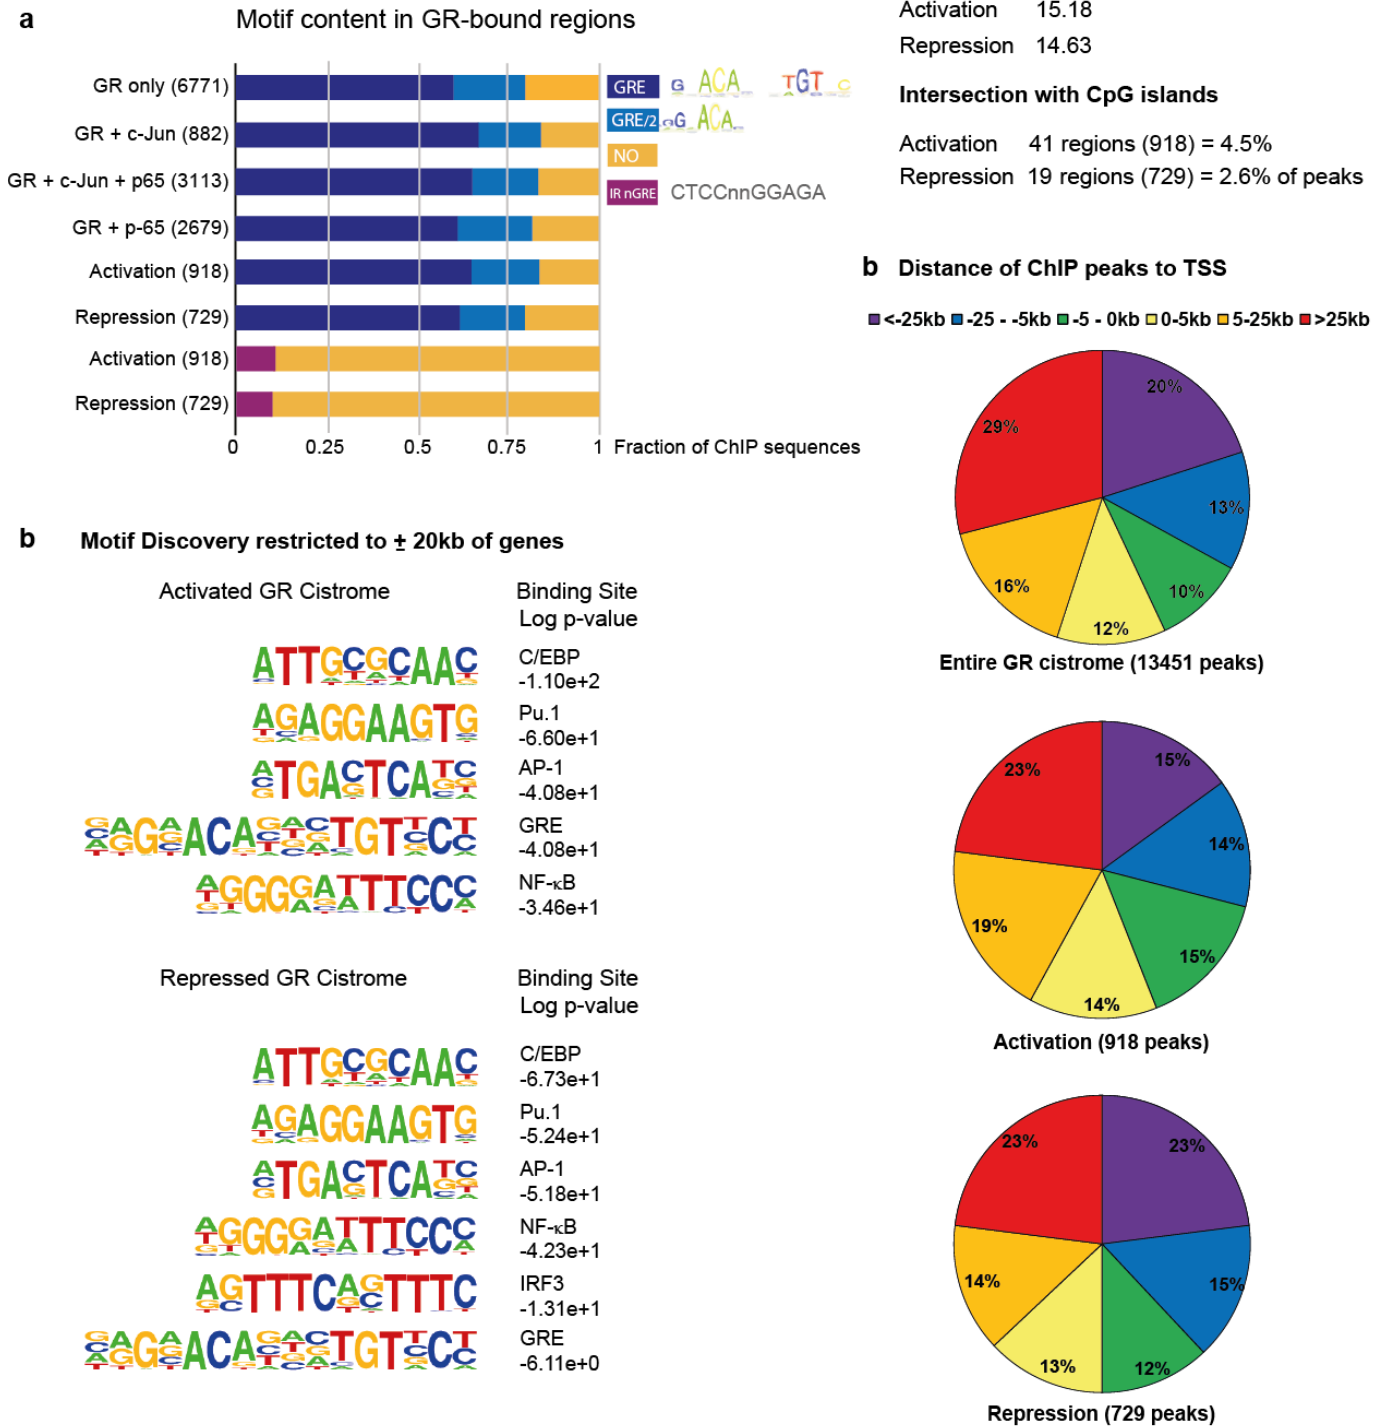 a
Motif content in GR-bound regions
GR only (6771)
GR + c-Jun (882)
GR + c-Jun + p65 (3113)
GR + p-65 (2679)
Activation (918)
Repression (729)
Activation (918)
Repression (729)
0 0.25 0.5 0.75 1 Fraction of ChIP sequences
GRE
GRE/2
NO
IR nGRE CTCCnnGGAGA
Activation 15.18
Repression 14.63
Intersection with CpG islands
Activation 41 regions (918) = 4.5%
Repression 19 regions (729) = 2.6% of peaks
b Distance of ChIP peaks to TSS
<-25kb -25 - -5kb -5 - 0kb 0-5kb 5-25kb >25kb
20%
13%
10%
12%
16%
29%
Entire GR cistrome (13451 peaks)
15%
14%
15%
14%
19%
23%
Activation (918 peaks)
23%
15%
12%
13%
14%
23%
Repression (729 peaks)
b Motif Discovery restricted to ± 20kb of genes
Activated GR Cistrome
Binding Site
Log p-value
ATTGCGCAAC
C/EBP
-1.10e+2
AGAGGAAGTG
Pu.1
-6.60e+1
ATGACTCATC
AP-1
-4.08e+1
GRE
-4.08e+1
NF-κB
-3.46e+1
Repressed GR Cistrome
Binding Site
Log p-value
ATTGCGCAAC
C/EBP
-6.73e+1
AGAGGAAGTG
Pu.1
-5.24e+1
ATGACTCATC
AP-1
-5.18e+1
NF-κB
-4.23e+1
AGTTTCAGTTTC
IRF3
-1.31e+1
GRE
-6.11e+0